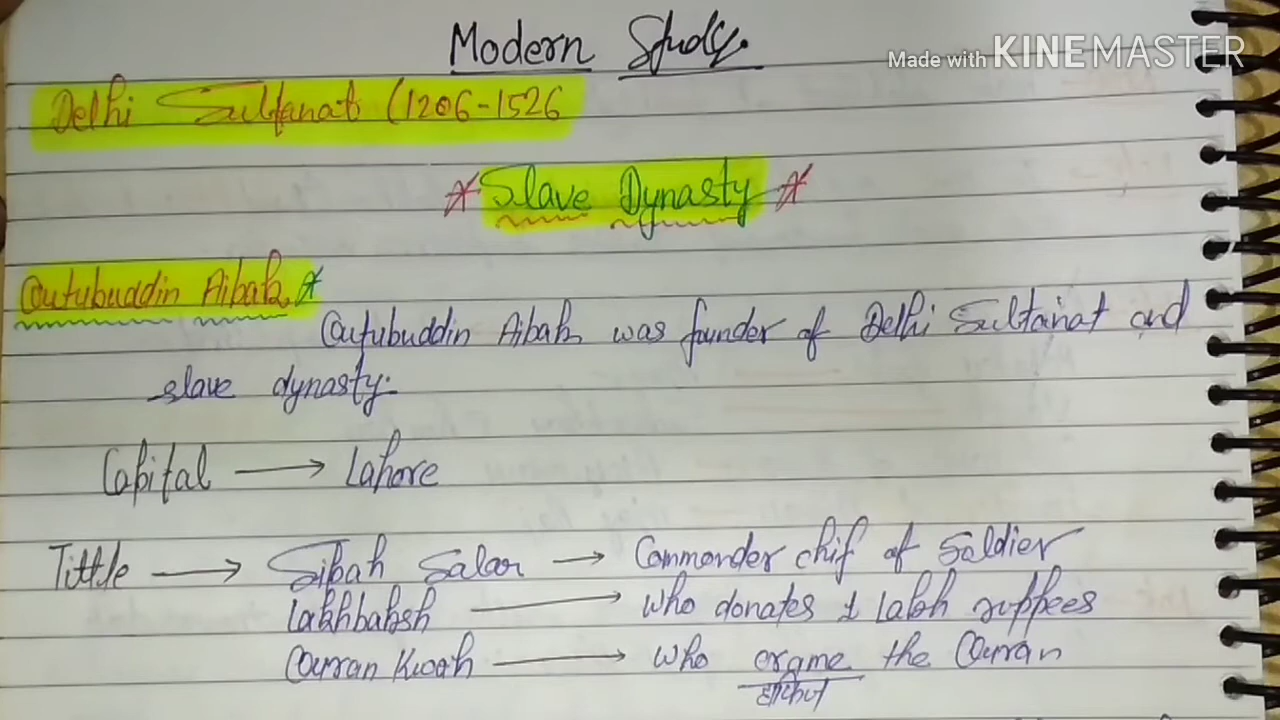 Modern Study.
Made with KINEMASTER
Delhi Sultanat (1206-1526
Slave Dynasty
Qutubuddin Aibak
Qutubuddin Aibak was founder of Delhi Sultanat and
slave dynasty.
Capital → Lahore
Tittle → Sipah Salar → Commander chif of Soldier
Lakhbaksh → Who donates 1 Lakh ruppees
Quran Kwah → Who erame the Quran